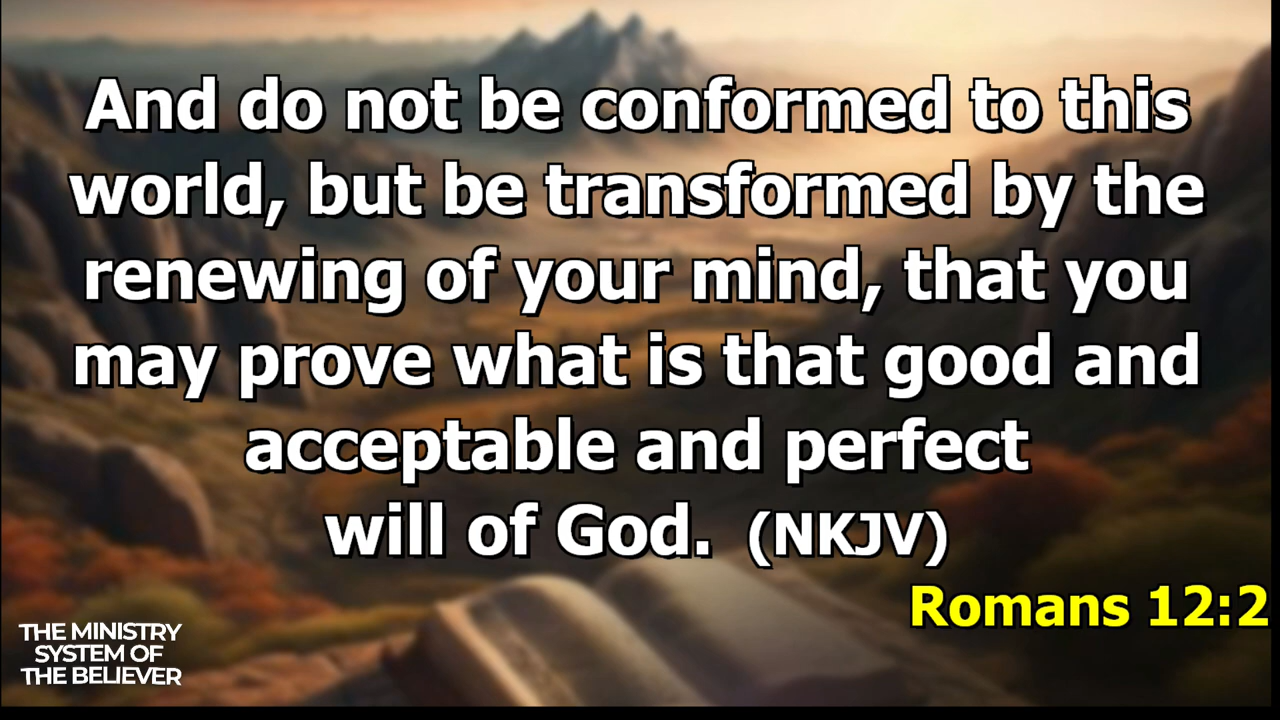 And do not be conformed to this
world, but be transformed by the
renewing of your mind, that you
may prove what is that good and
acceptable and perfect
will of God. (NKJV)
Romans 12:2
THE MINISTRY
SYSTEM OF
THE BELIEVER